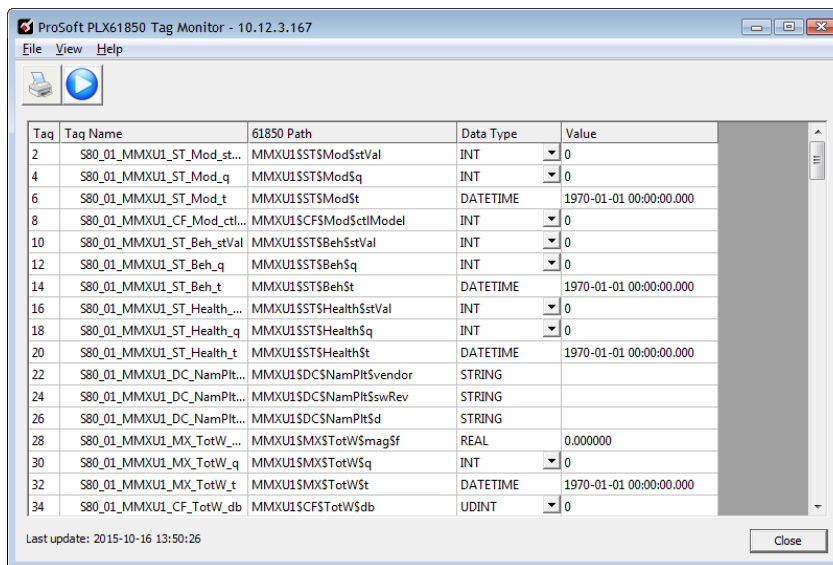 ProSoft PLX61850 Tag Monitor - 10.12.3.167
File View Help
Tag Tag Name 61850 Path Data Type Value
2 S80_01_MMXU1_ST_Mod_st... MMXU1$ST$Mod$stVal INT 0
4 S80_01_MMXU1_ST_Mod_q MMXU1$ST$Mod$q INT 0
6 S80_01_MMXU1_ST_Mod_t MMXU1$ST$Mod$t DATETIME 1970-01-01 00:00:00.000
8 S80_01_MMXU1_CF_Mod_ctl... MMXU1$CF$Mod$ctlModel INT 0
10 S80_01_MMXU1_ST_Beh_stVal MMXU1$ST$Beh$stVal INT 0
12 S80_01_MMXU1_ST_Beh_q MMXU1$ST$Beh$q INT 0
14 S80_01_MMXU1_ST_Beh_t MMXU1$ST$Beh$t DATETIME 1970-01-01 00:00:00.000
16 S80_01_MMXU1_ST_Health_... MMXU1$ST$Health$stVal INT 0
18 S80_01_MMXU1_ST_Health_q MMXU1$ST$Health$q INT 0
20 S80_01_MMXU1_ST_Health_t MMXU1$ST$Health$t DATETIME 1970-01-01 00:00:00.000
22 S80_01_MMXU1_DC_NamPlt... MMXU1$DC$NamPlt$vendor STRING
24 S80_01_MMXU1_DC_NamPlt... MMXU1$DC$NamPlt$swRev STRING
26 S80_01_MMXU1_DC_NamPlt... MMXU1$DC$NamPlt$d STRING
28 S80_01_MMXU1_MX_TotW_... MMXU1$MX$TotW$mag$f REAL 0.000000
30 S80_01_MMXU1_MX_TotW_q MMXU1$MX$TotW$q INT 0
32 S80_01_MMXU1_MX_TotW_t MMXU1$MX$TotW$t DATETIME 1970-01-01 00:00:00.000
34 S80_01_MMXU1_CF_TotW_db MMXU1$CF$TotW$db UDINT 0
Last update: 2015-10-16 13:50:26
Close